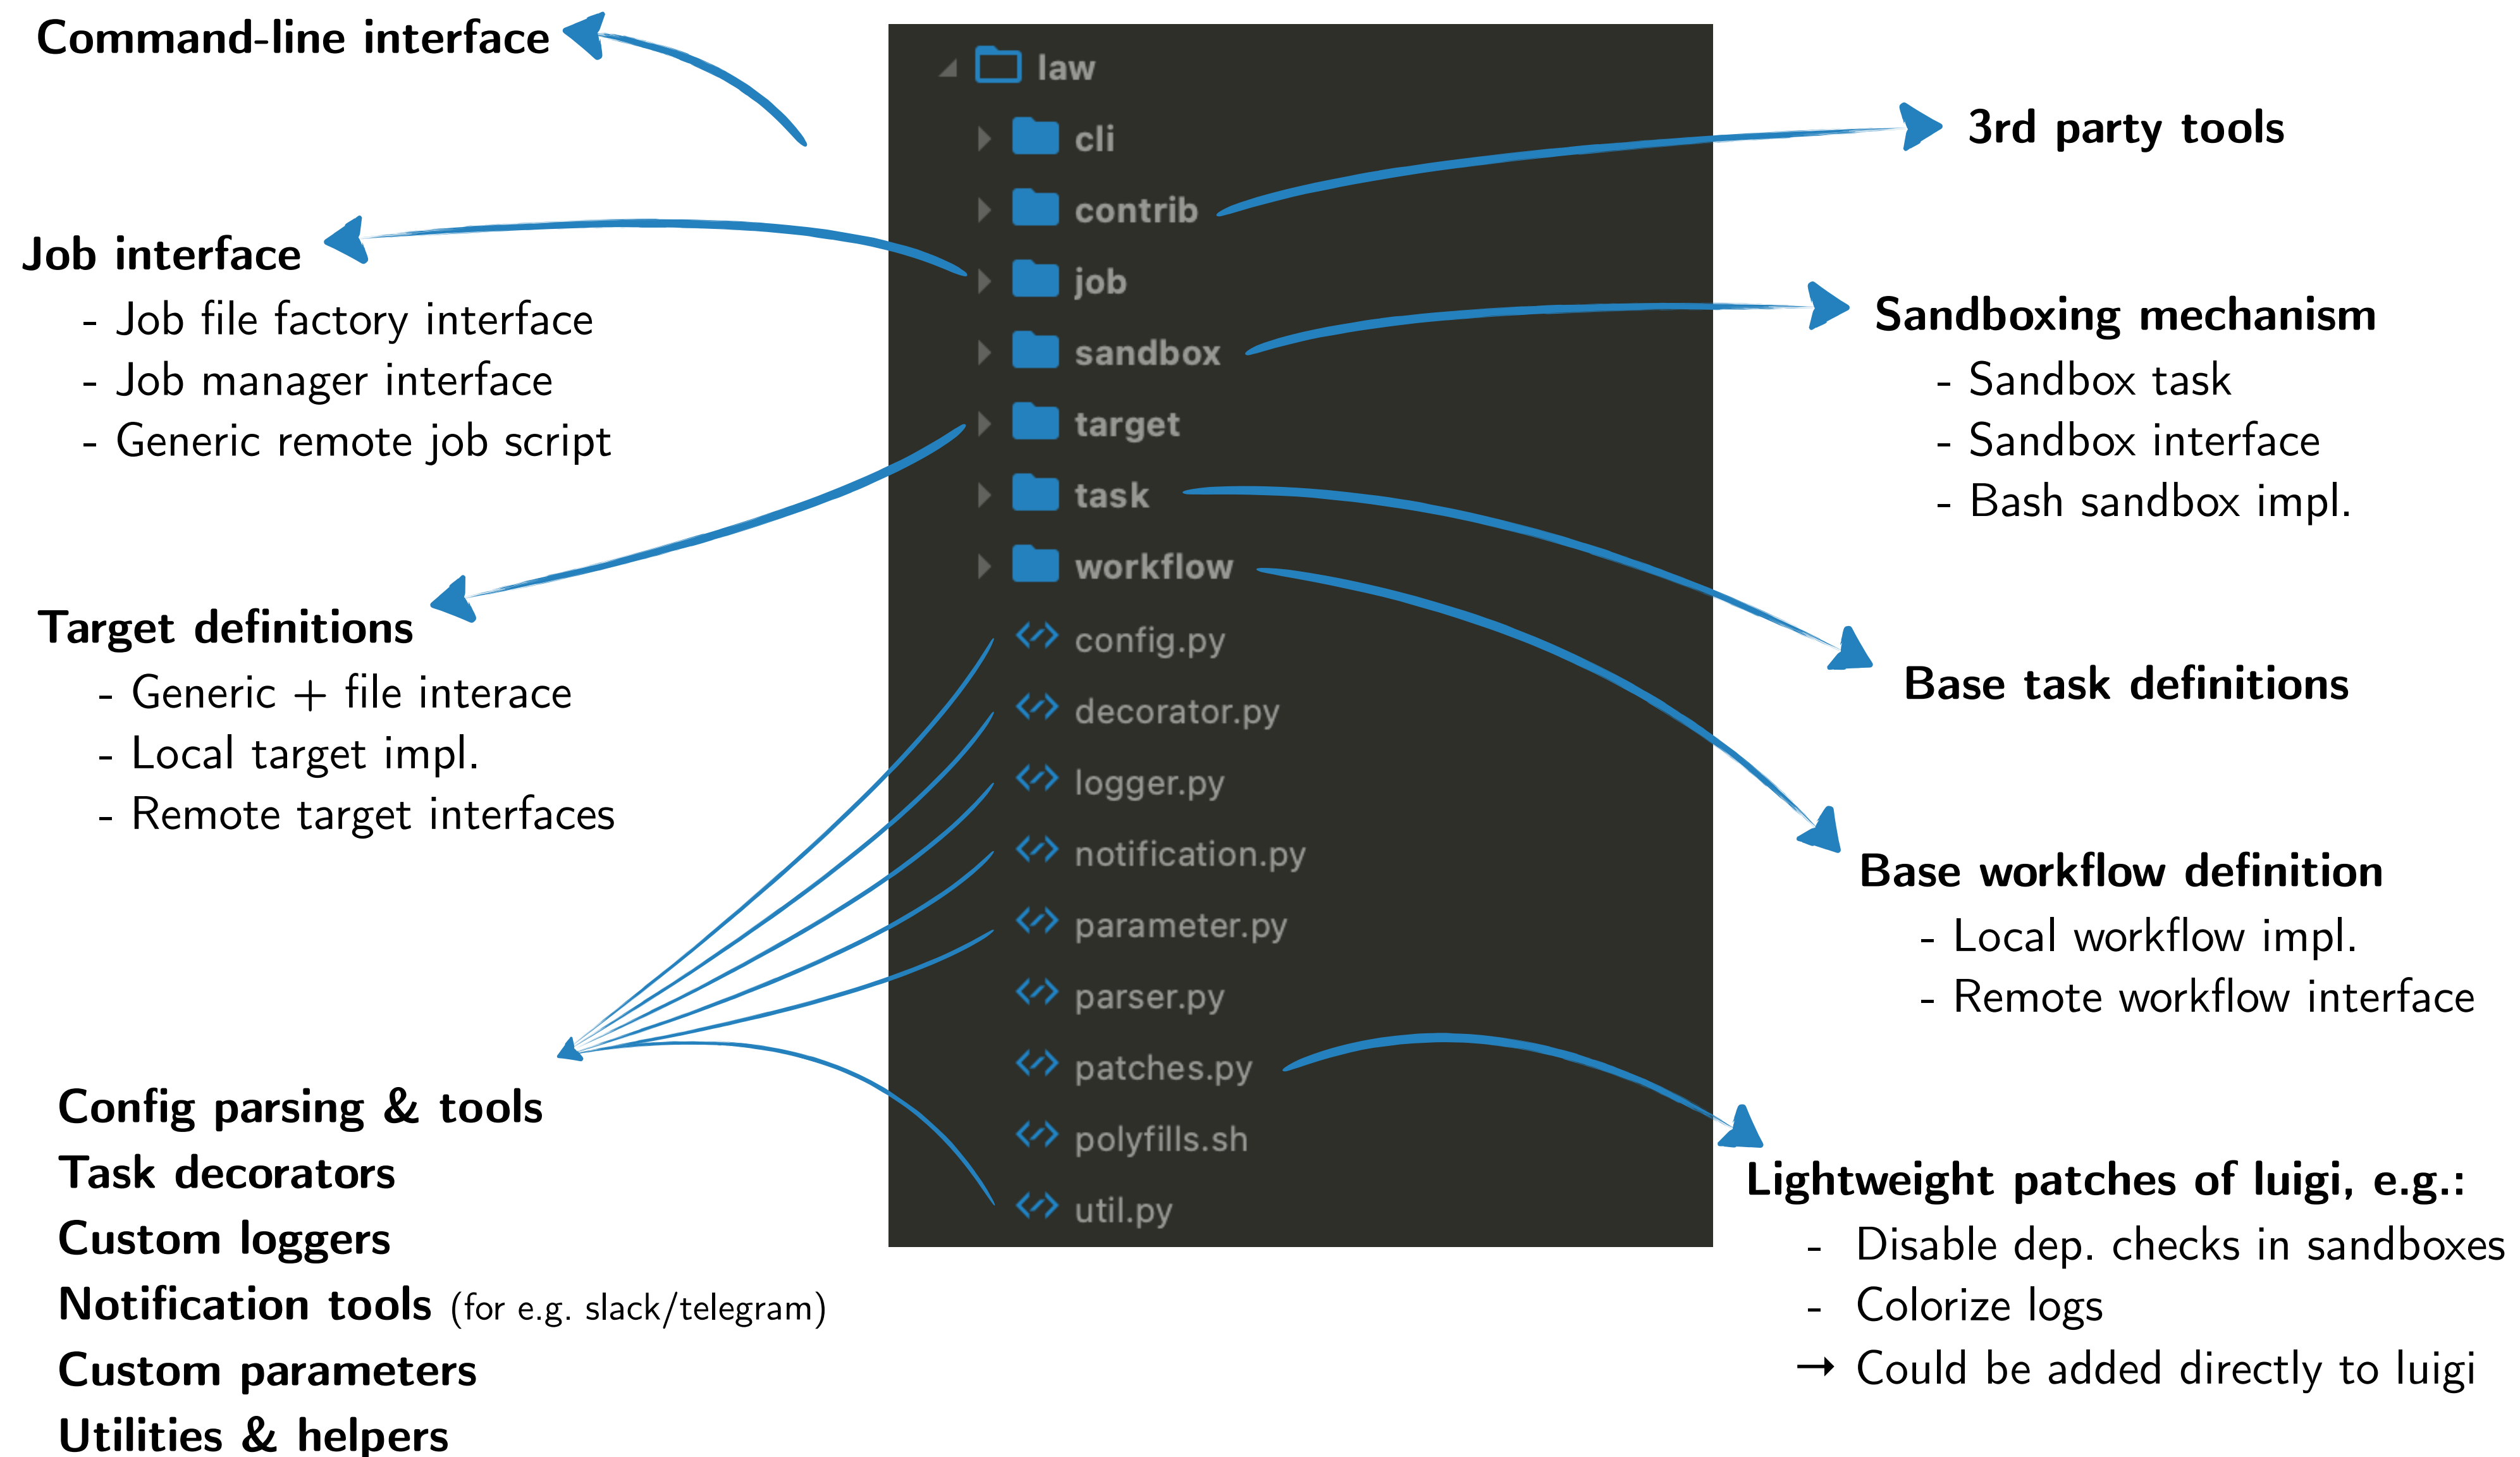 Command-line interface
Job interface
- Job file factory interface
- Job manager interface
- Generic remote job script
Target definitions
- Generic + file interace
- Local target impl.
- Remote target interfaces
Config parsing & tools
Task decorators
Custom loggers
Notification tools (for e.g. slack/telegram)
Custom parameters
Utilities & helpers
law
cli
contrib
job
sandbox
target
task
workflow
config.py
decorator.py
logger.py
notification.py
parameter.py
parser.py
patches.py
polyfills.sh
util.py
3rd party tools
Sandboxing mechanism
- Sandbox task
- Sandbox interface
- Bash sandbox impl.
Base task definitions
Base workflow definition
- Local workflow impl.
- Remote workflow interface
Lightweight patches of luigi, e.g.:
- Disable dep. checks in sandboxes
- Colorize logs
→ Could be added directly to luigi